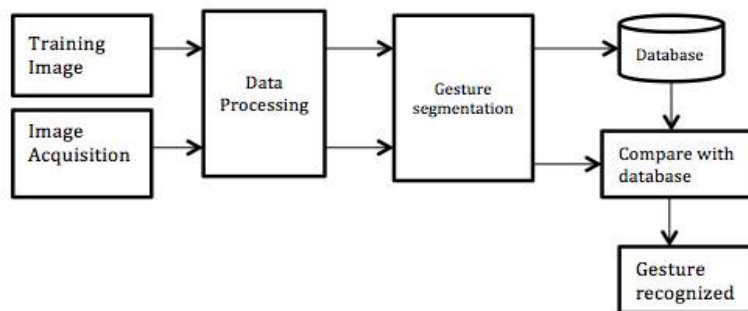 Training
Image
Data
Processing
Gesture
segmentation
Database
Image
Acquisition
Compare with
database
Gesture
recognized